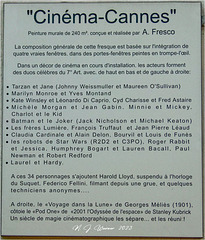 "Cinéma-Cannes"
Peinture murale de 240 m², conçue et réalisée par A. Fresco
La composition générale de cette fresque est basée sur l'intégration de
vraies fenêtres, dans des portes-fenêtres peintes en trompe-l'œil.
Dans un décor de cinéma en cours d'installation, les acteurs forment
des duos célèbres du 7° Art. avec, de haut en bas et de gauche à droite:
Tarzan et Jane (Johnny Weissmuller et Maureen O'Sullivan)
Marilyn Monroe et Yves Montand
Kate Winslet et Leonardo Di Caprio, Cyd Charisse et Fred Astaire
Michèle Morgan et Jean Gabin, Minnie et Mickey,
Charlot et le Kid
Batman et le Joker (Jack Nicholson et Michael Keaton)
Les frères Lumière, François Truffaut et Jean Pierre Léaud
Claudia Cardinale et Alain Delon, Bourvil et Louis de Funès
les robots de Star Wars (R2D2 et C3PO), Roger Rabbit
et Jessica, Humphrey Bogart et Lauren Bacall, Paul
Newman et Robert Redford
Laurel et Hardy,
A ces 34 personnages s'ajoutent Harold Lloyd, suspendu à l'horloge
du Suquet, Federico Fellini, filmant depuis une grue, et quelques
techniciens anonymes....
A droite, le «Voyage dans la Lune» de Georges Méliès (1901),
côtoie le «Pod One» de «2001 l'Odyssée de l'espace» de Stanley Kubrick
Un siècle de magie cinématographique les sépare... et les réuni !
2013